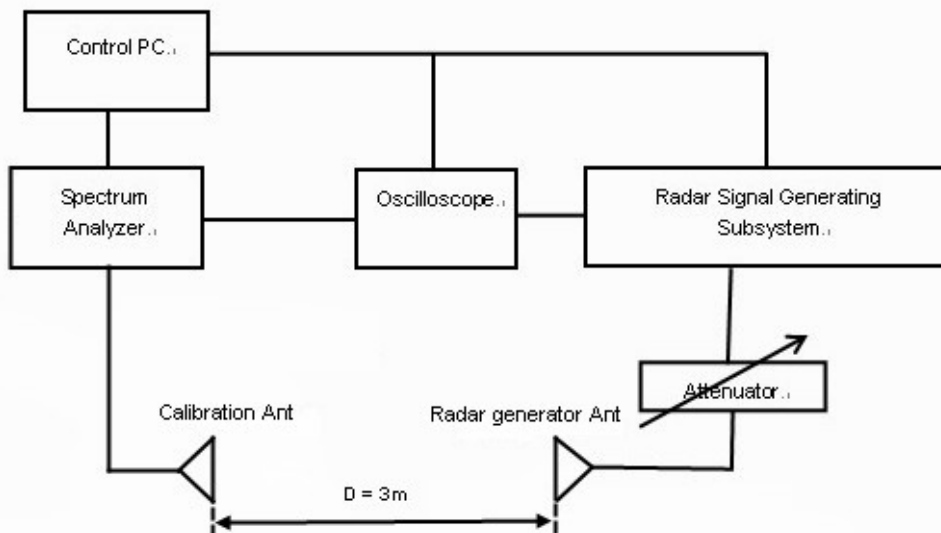 Control PC.
Spectrum
Analyzer.
Oscilloscope.
Radar Signal Generating
Subsystem.
Attenuator.
Calibration Ant
Radar generator Ant
D = 3m